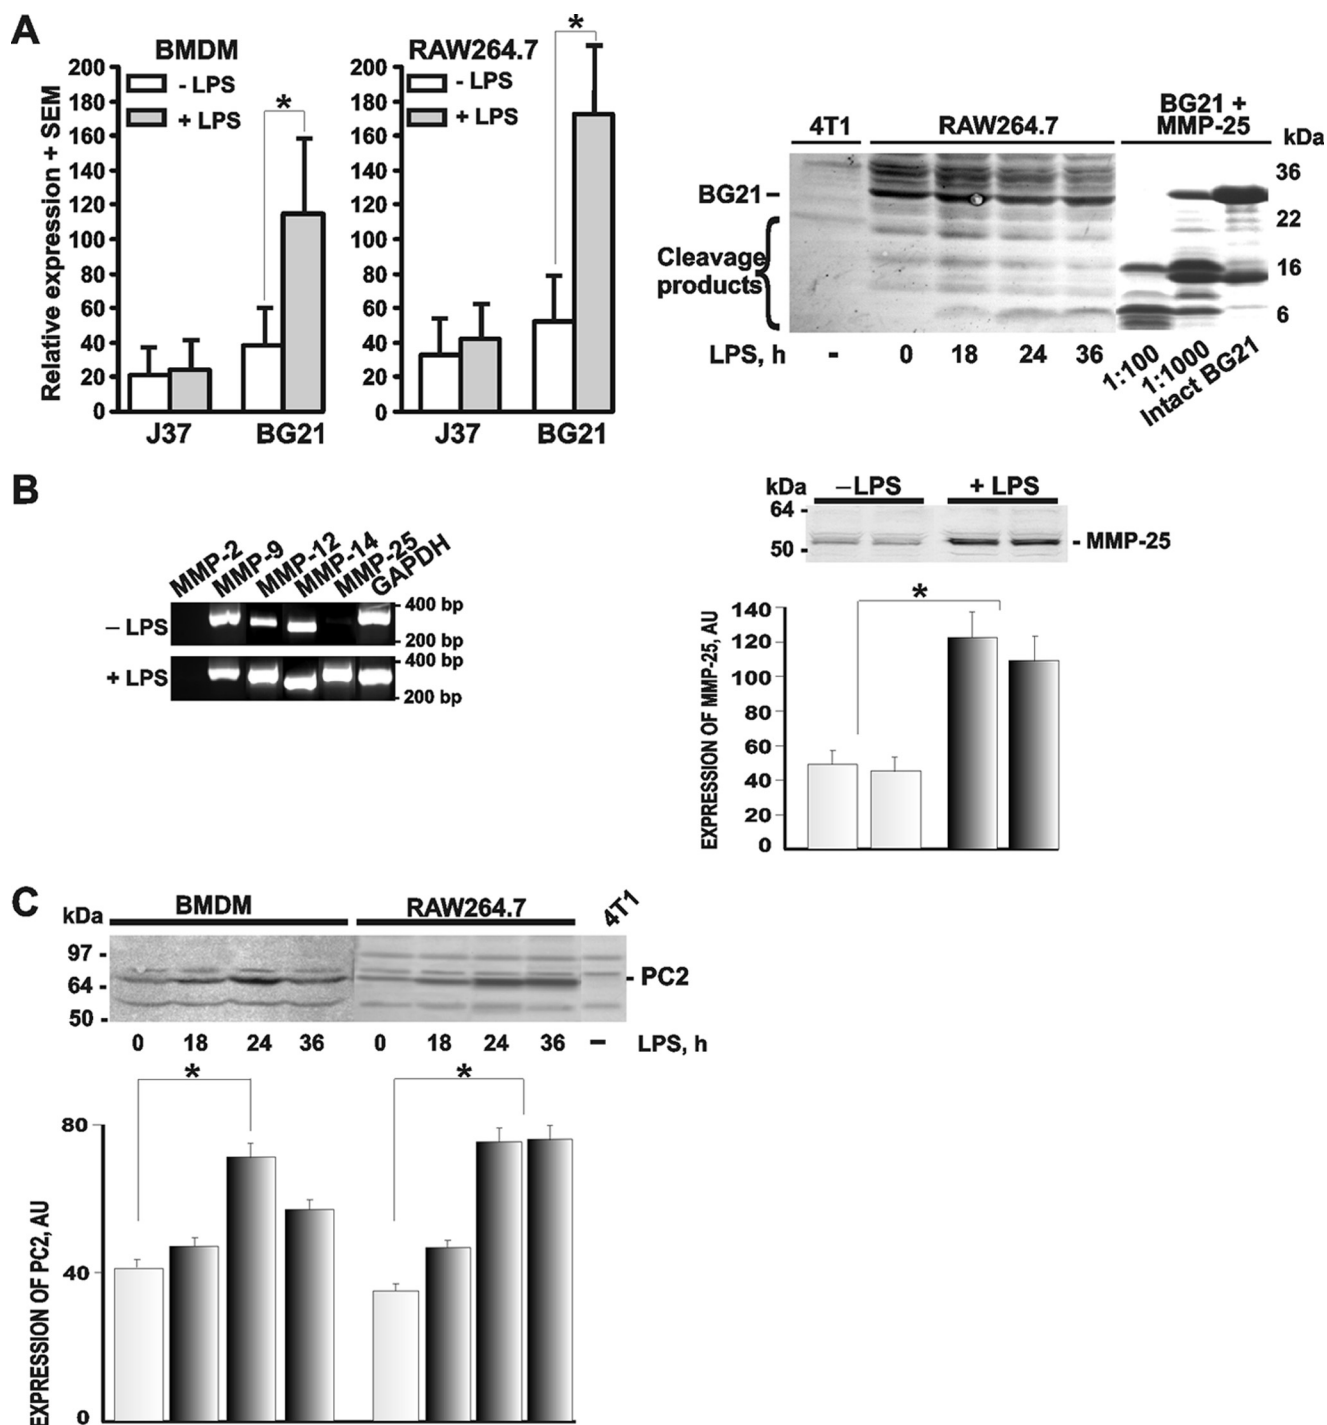 A
BMDM
RAW264.7
Relative expression + SEM
200
180
160
140
120
100
80
60
40
20
0
- LPS
+ LPS
*
J37
BG21
200
180
160
140
120
100
80
60
40
20
0
- LPS
+ LPS
*
J37
BG21
4T1
RAW264.7
BG21 +
MMP-25
kDa
BG21 –
Cleavage
products
36
22
16
6
LPS, h - 0 18 24 36
1:100
1:1000
Intact BG21
B
MMP-2
MMP-9
MMP-12
MMP-14
MMP-25
GAPDH
– LPS
- 400 bp
- 200 bp
+ LPS
- 400 bp
- 200 bp
kDa
–LPS
+ LPS
64 -
50 -
- MMP-25
EXPRESSION OF MMP-25, AU
140
120
100
80
60
40
20
0
*
C
kDa
BMDM
RAW264.7
4T1
97 -
64 -
50 -
- PC2
0 18 24 36 0 18 24 36 – LPS, h
EXPRESSION OF PC2, AU
80
40
0
*
*